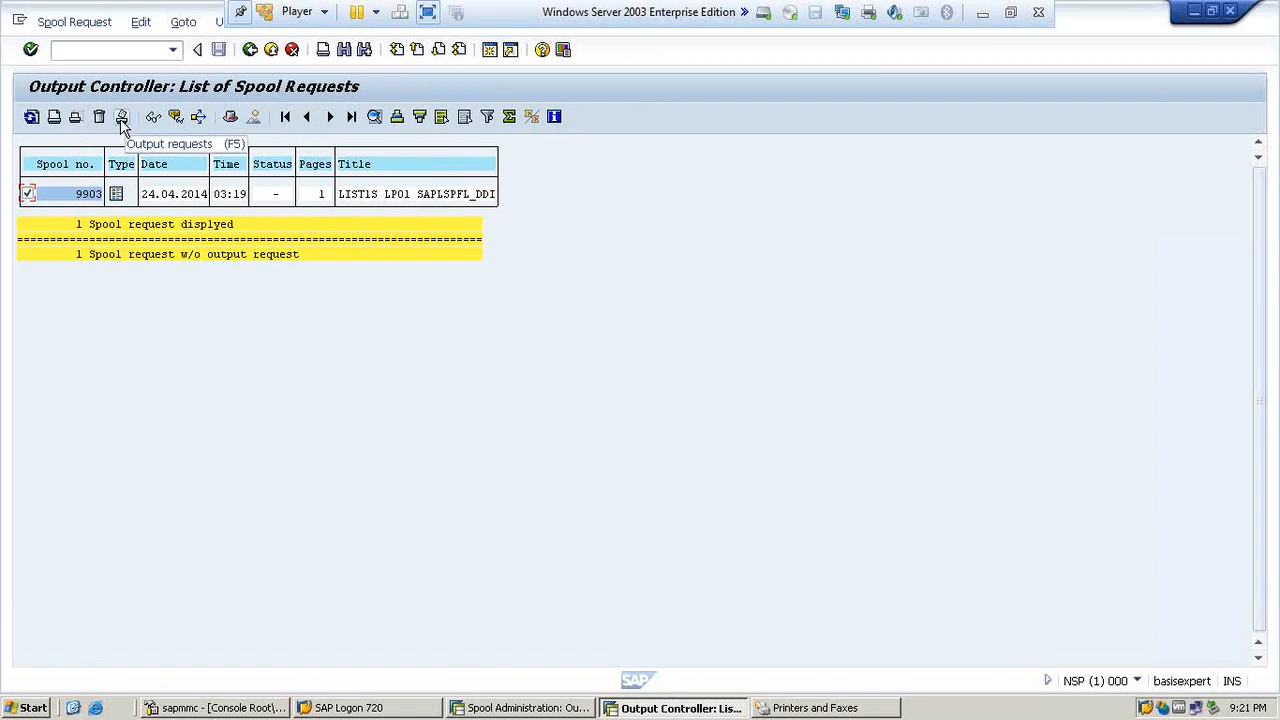 Spool Request Edit Goto U
Player
Windows Server 2003 Enterprise Edition
Output Controller: List of Spool Requests
Output requests (F5)
Spool no. Type Date Time Status Pages Title
9903 24.04.2014 03:19 - 1 LIST1S LP01 SAPLSPFL_DDI
1 Spool request displyed
1 Spool request w/o output request
SAP
NSP (1) 000 basisexpert INS
Start sapmmc - [Console Root\... SAP Logon 720 Spool Administration: Ou... Output Controller: Lis... Printers and Faxes 9:21 PM